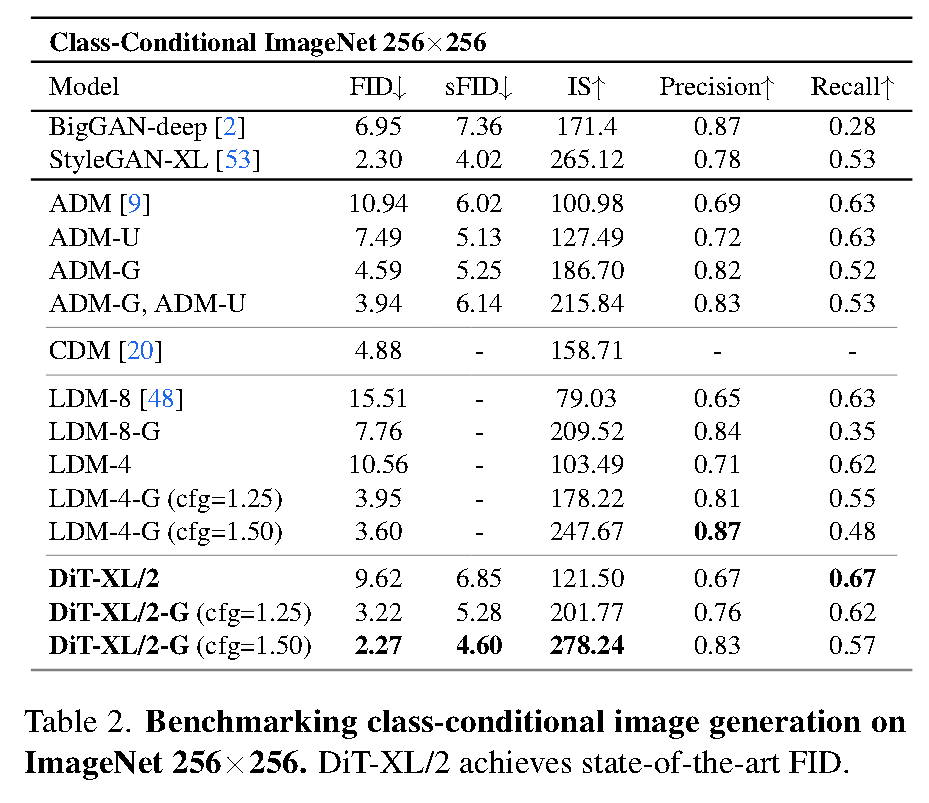 Class-Conditional ImageNet 256×256
Model FID↓ sFID↓ IS↑ Precision↑ Recall↑
BigGAN-deep [2] 6.95 7.36 171.4 0.87 0.28
StyleGAN-XL [53] 2.30 4.02 265.12 0.78 0.53
ADM [9] 10.94 6.02 100.98 0.69 0.63
ADM-U 7.49 5.13 127.49 0.72 0.63
ADM-G 4.59 5.25 186.70 0.82 0.52
ADM-G, ADM-U 3.94 6.14 215.84 0.83 0.53
CDM [20] 4.88 - 158.71 - -
LDM-8 [48] 15.51 - 79.03 0.65 0.63
LDM-8-G 7.76 - 209.52 0.84 0.35
LDM-4 10.56 - 103.49 0.71 0.62
LDM-4-G (cfg=1.25) 3.95 - 178.22 0.81 0.55
LDM-4-G (cfg=1.50) 3.60 - 247.67 0.87 0.48
DiT-XL/2 9.62 6.85 121.50 0.67 0.67
DiT-XL/2-G (cfg=1.25) 3.22 5.28 201.77 0.76 0.62
DiT-XL/2-G (cfg=1.50) 2.27 4.60 278.24 0.83 0.57
Table 2. Benchmarking class-conditional image generation on
ImageNet 256×256. DiT-XL/2 achieves state-of-the-art FID.